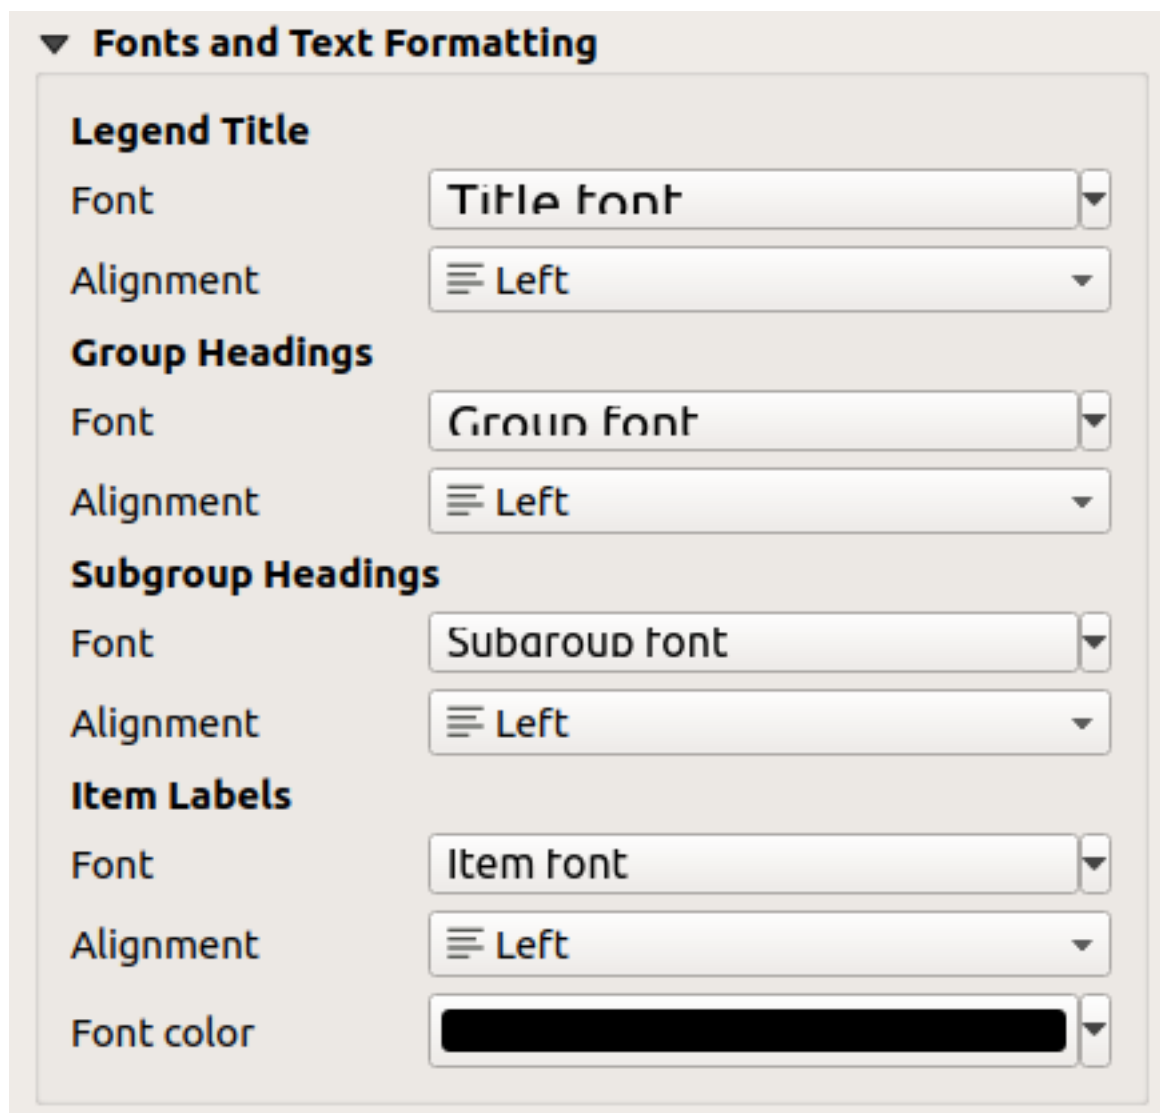 Fonts and Text Formatting
Legend Title
Font Title font
Alignment Left
Group Headings
Font Group font
Alignment Left
Subgroup Headings
Font Subgroup font
Alignment Left
Item Labels
Font Item font
Alignment Left
Font color